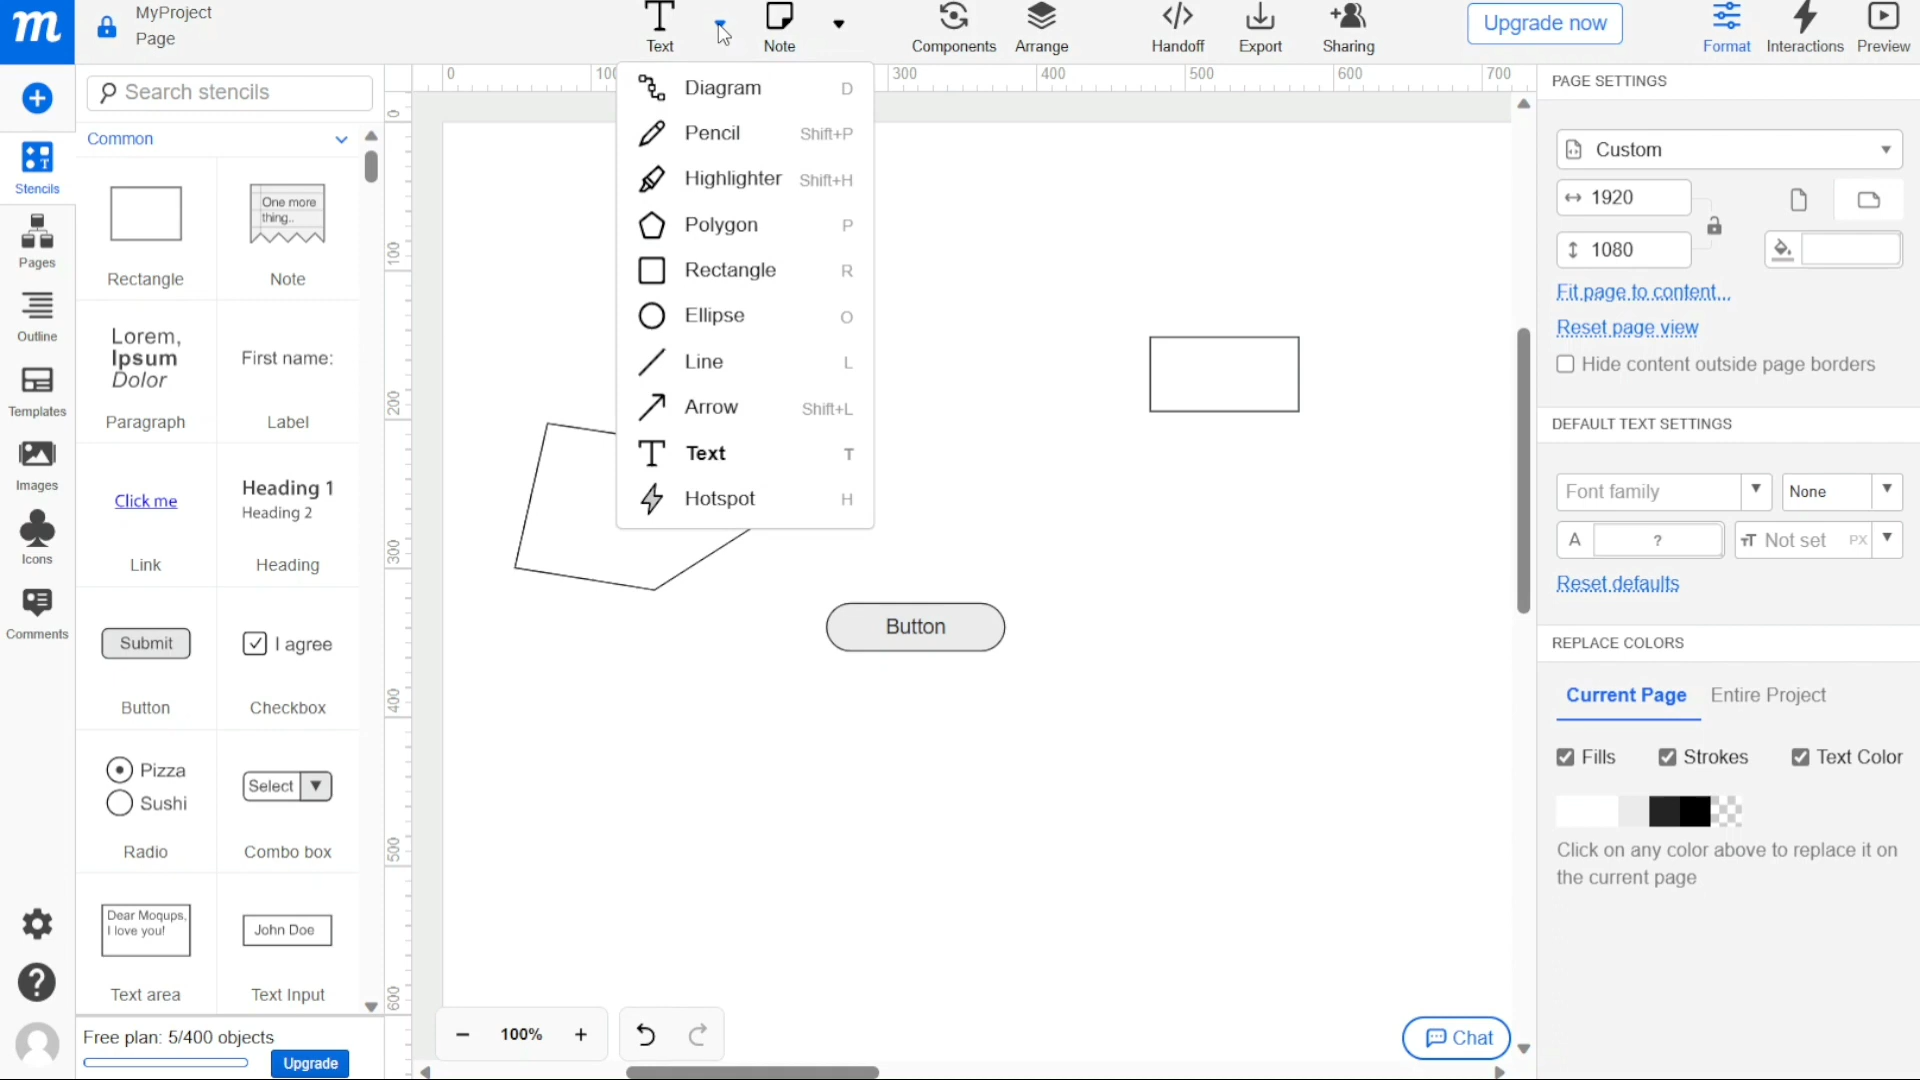 m
MyProject
Page
Text
Note
Components
Arrange
Handoff
Export
Sharing
Upgrade now
Format
Interactions
Preview
Search stencils
Common
Stencils
Pages
Outline
Templates
Images
Icons
Comments
One more
thing..
Rectangle
Note
Lorem,
Ipsum
Dolor
First name:
Paragraph
Label
Click me
Heading 1
Heading 2
Link
Heading
Submit
I agree
Button
Checkbox
Pizza
Sushi
Select
Radio
Combo box
Dear Moqups,
I love you!
John Doe
Text area
Text Input
Free plan: 5/400 objects
Upgrade
0
100
300
400
500
600
700
0
100
200
300
400
500
600
Diagram D
Pencil Shift+P
Highlighter Shift+H
Polygon P
Rectangle R
Ellipse O
Line L
Arrow Shift+L
Text T
Hotspot H
Button
100%
Chat
PAGE SETTINGS
Custom
1920
1080
Fit page to content...
Reset page view
Hide content outside page borders
DEFAULT TEXT SETTINGS
Font family
None
A ?
TT Not set PX
Reset defaults
REPLACE COLORS
Current Page Entire Project
Fills Strokes Text Color
Click on any color above to replace it on
the current page